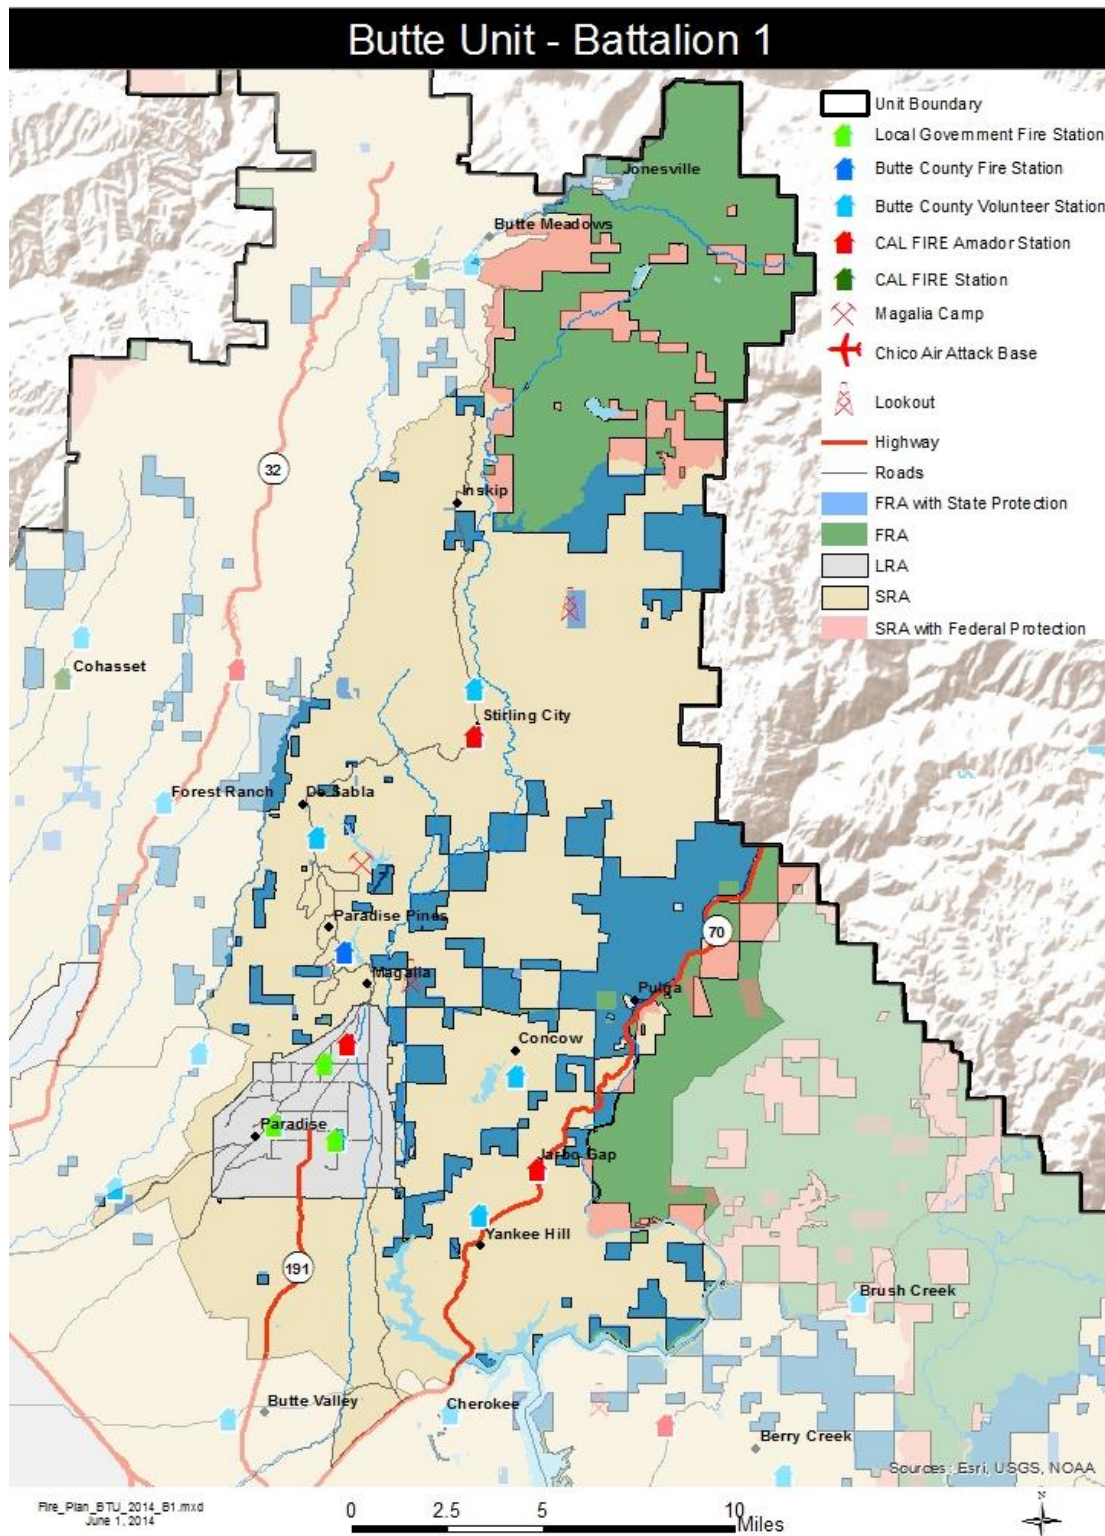 Butte Unit - Battalion 1
Unit Boundary
Local Government Fire Station
Butte County Fire Station
Butte County Volunteer Station
CAL FIRE Amador Station
CAL FIRE Station
Magalia Camp
Chico Air Attack Base
Lookout
Highway
Roads
FRA with State Protection
FRA
LRA
SRA
SRA with Federal Protection
Jonesville
Butte Meadows
32
Inskip
Cohasset
Stirling City
Forest Ranch
De Sabla
Paradise Pines
70
Magalia
Pulga
Concow
Paradise
Jarbo Gap
Yankee Hill
191
Brush Creek
Butte Valley
Cherokee
Berry Creek
Sources: Esri, USGS, NOAA
Fire_Plan_BTU_2014_B1.mxd
June 1, 2014
0 2.5 5 10
Miles
N